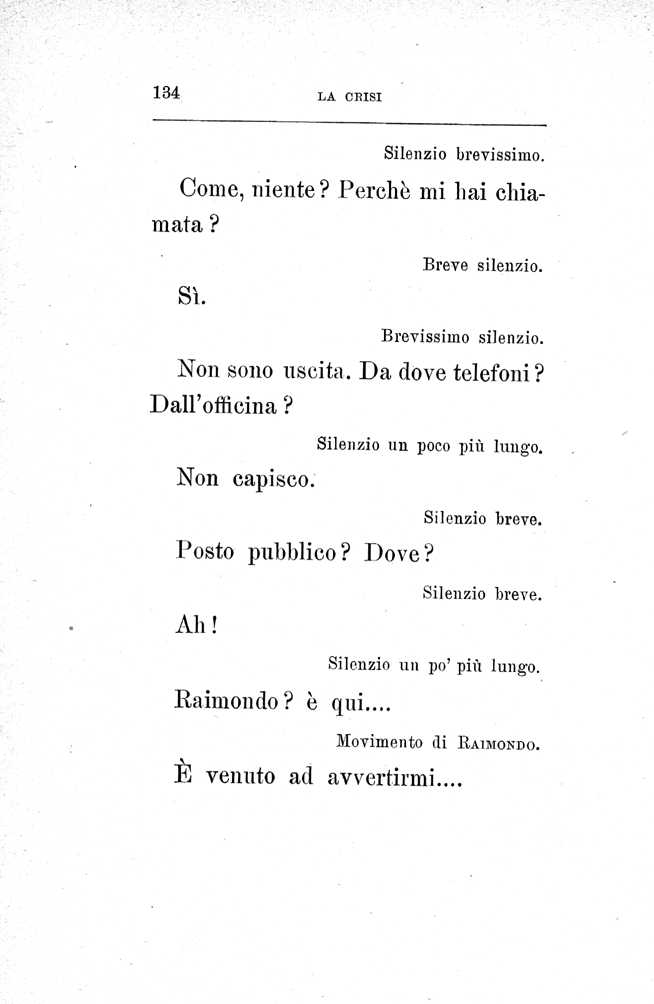 134 LA CRISI
Silenzio brevissimo.
Come, niente? Perchè mi hai chia-
mata?
Breve silenzio.
Sì.
Brevissimo silenzio.
Non sono uscita. Da dove telefoni?
Dall'officina?
Silenzio un poco più lungo.
Non capisco.
Silenzio breve.
Posto pubblico? Dove?
Silenzio breve.
Ah!
Silenzio un po' più lungo.
Raimondo? è qui....
Movimento di RAIMONDO.
È venuto ad avvertirmi....